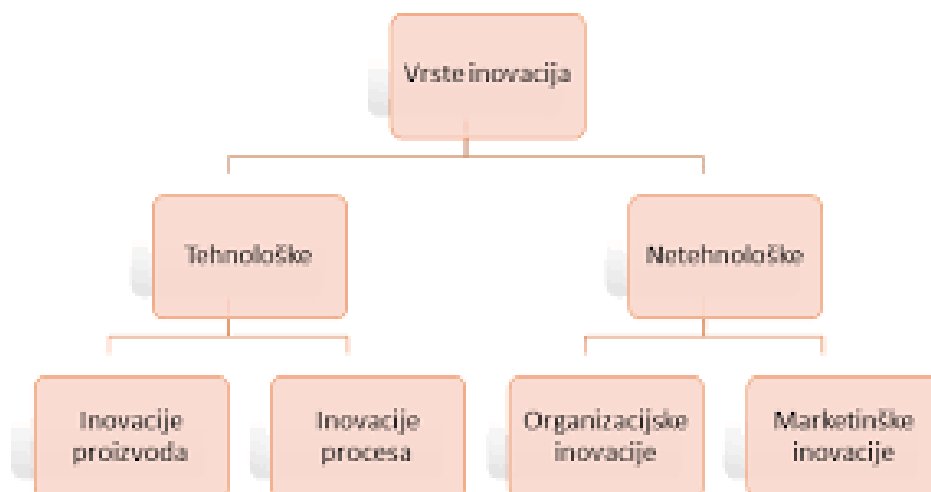 Vrste inovacija
Tehnološke
Netehnološke
Inovacije
proizvoda
Inovacije
procesa
Organizacijske
inovacije
Marketinške
inovacije